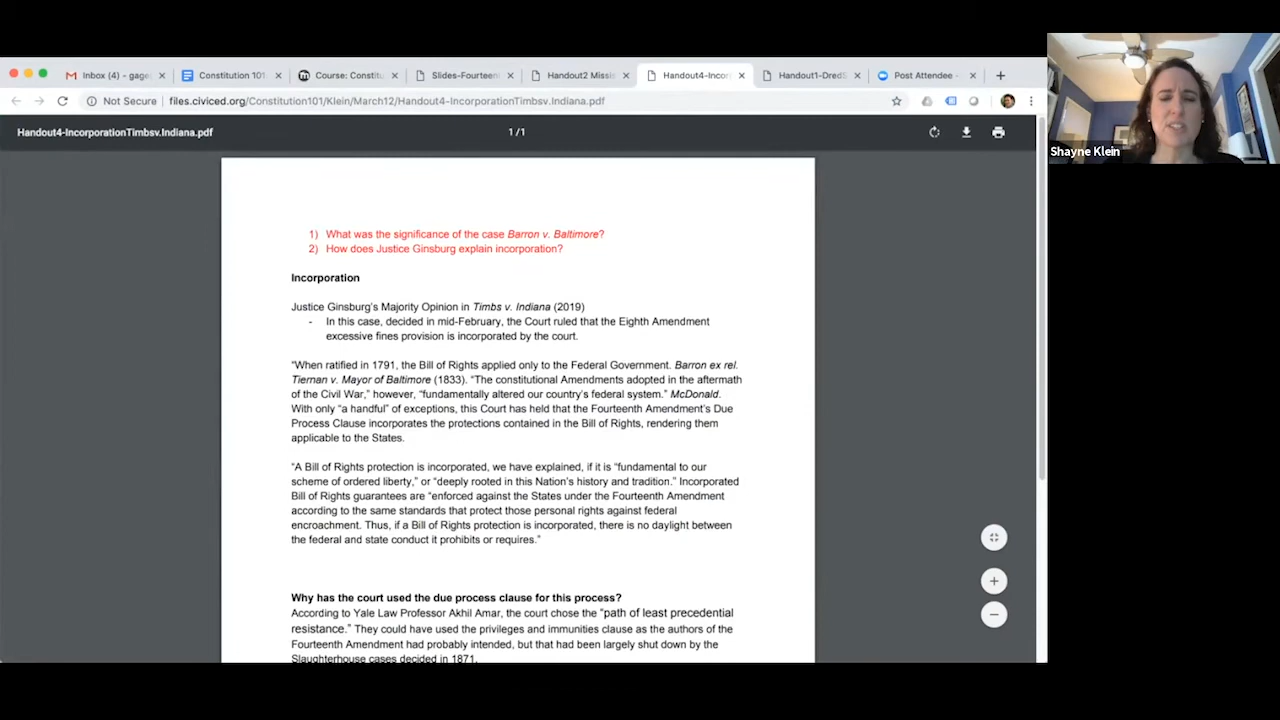 Inbox (4) - gage
Constitution 101
Course: Constitu
Slides-Fourteen
Handout2 Missi
Handout4-Incor
Handout1-DredS
Post Attendee -
Not Secure | files.civiced.org/Constitution101/Klein/March12/Handout4-IncorporationTimbsv.Indiana.pdf
Handout4-IncorporationTimbsv.Indiana.pdf
1 / 1
Shayne Klein
1) What was the significance of the case Barron v. Baltimore?
2) How does Justice Ginsburg explain incorporation?
Incorporation
Justice Ginsburg's Majority Opinion in Timbs v. Indiana (2019)
- In this case, decided in mid-February, the Court ruled that the Eighth Amendment
excessive fines provision is incorporated by the court.
"When ratified in 1791, the Bill of Rights applied only to the Federal Government. Barron ex rel.
Tiernan v. Mayor of Baltimore (1833). "The constitutional Amendments adopted in the aftermath
of the Civil War," however, "fundamentally altered our country's federal system." McDonald.
With only "a handful" of exceptions, this Court has held that the Fourteenth Amendment's Due
Process Clause incorporates the protections contained in the Bill of Rights, rendering them
applicable to the States.
"A Bill of Rights protection is incorporated, we have explained, if it is "fundamental to our
scheme of ordered liberty," or "deeply rooted in this Nation's history and tradition." Incorporated
Bill of Rights guarantees are "enforced against the States under the Fourteenth Amendment
according to the same standards that protect those personal rights against federal
encroachment. Thus, if a Bill of Rights protection is incorporated, there is no daylight between
the federal and state conduct it prohibits or requires."
Why has the court used the due process clause for this process?
According to Yale Law Professor Akhil Amar, the court chose the "path of least precedential
resistance." They could have used the privileges and immunities clause as the authors of the
Fourteenth Amendment had probably intended, but that had been largely shut down by the
Slaughterhouse cases decided in 1871.